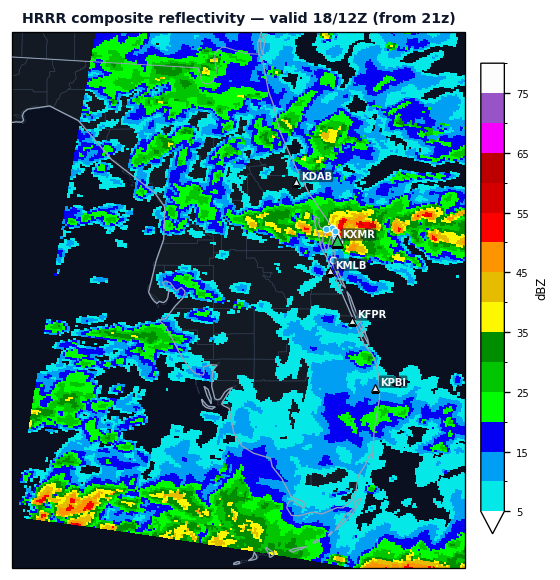 HRRR composite reflectivity — valid 18/12Z (from 21z)
KDAB
KXMR
KMLB
KFPR
KPBI
75
65
55
45
35
25
15
5
dBZ